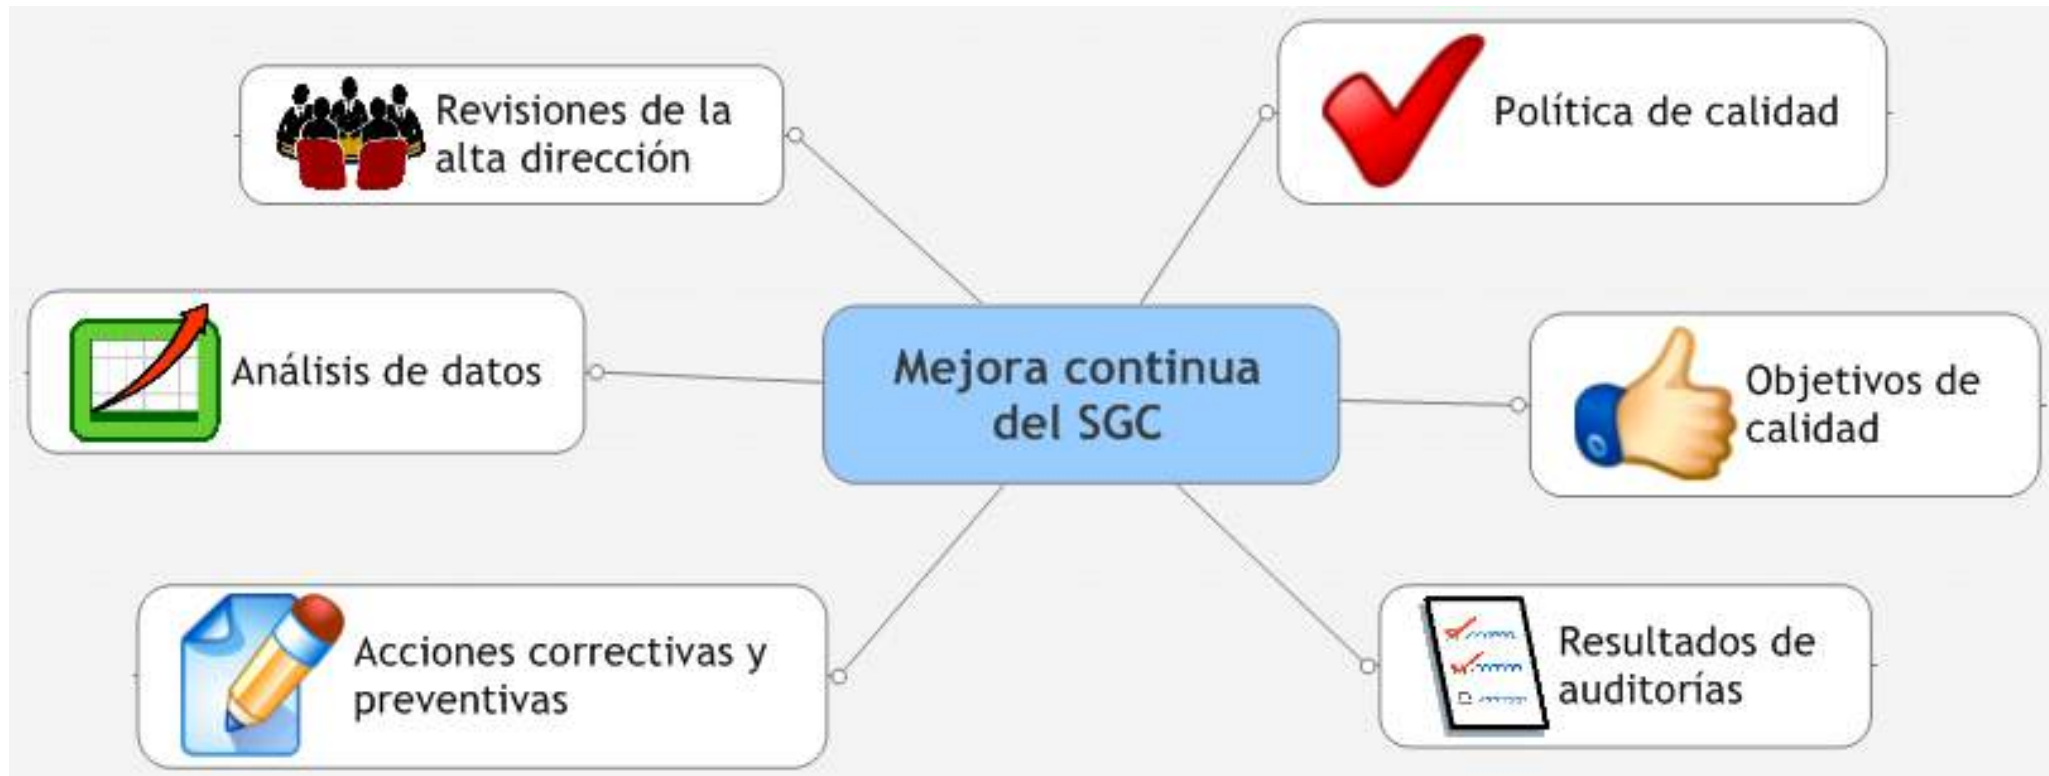 Revisiones de la
alta dirección
Política de calidad
Análisis de datos
Mejora continua
del SGC
Objetivos de
calidad
Acciones correctivas y
preventivas
Resultados de
auditorías